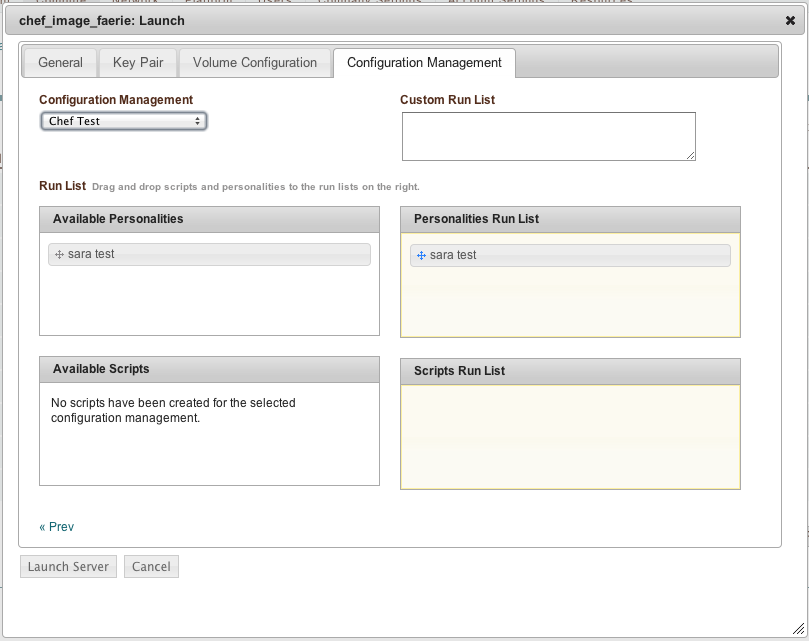 chef_image_faerie: Launch
General
Key Pair
Volume Configuration
Configuration Management
Configuration Management
Custom Run List
Chef Test
Run List Drag and drop scripts and personalities to the run lists on the right.
Available Personalities
Personalities Run List
sara test
sara test
Available Scripts
Scripts Run List
No scripts have been created for the selected
configuration management.
« Prev
Launch Server
Cancel